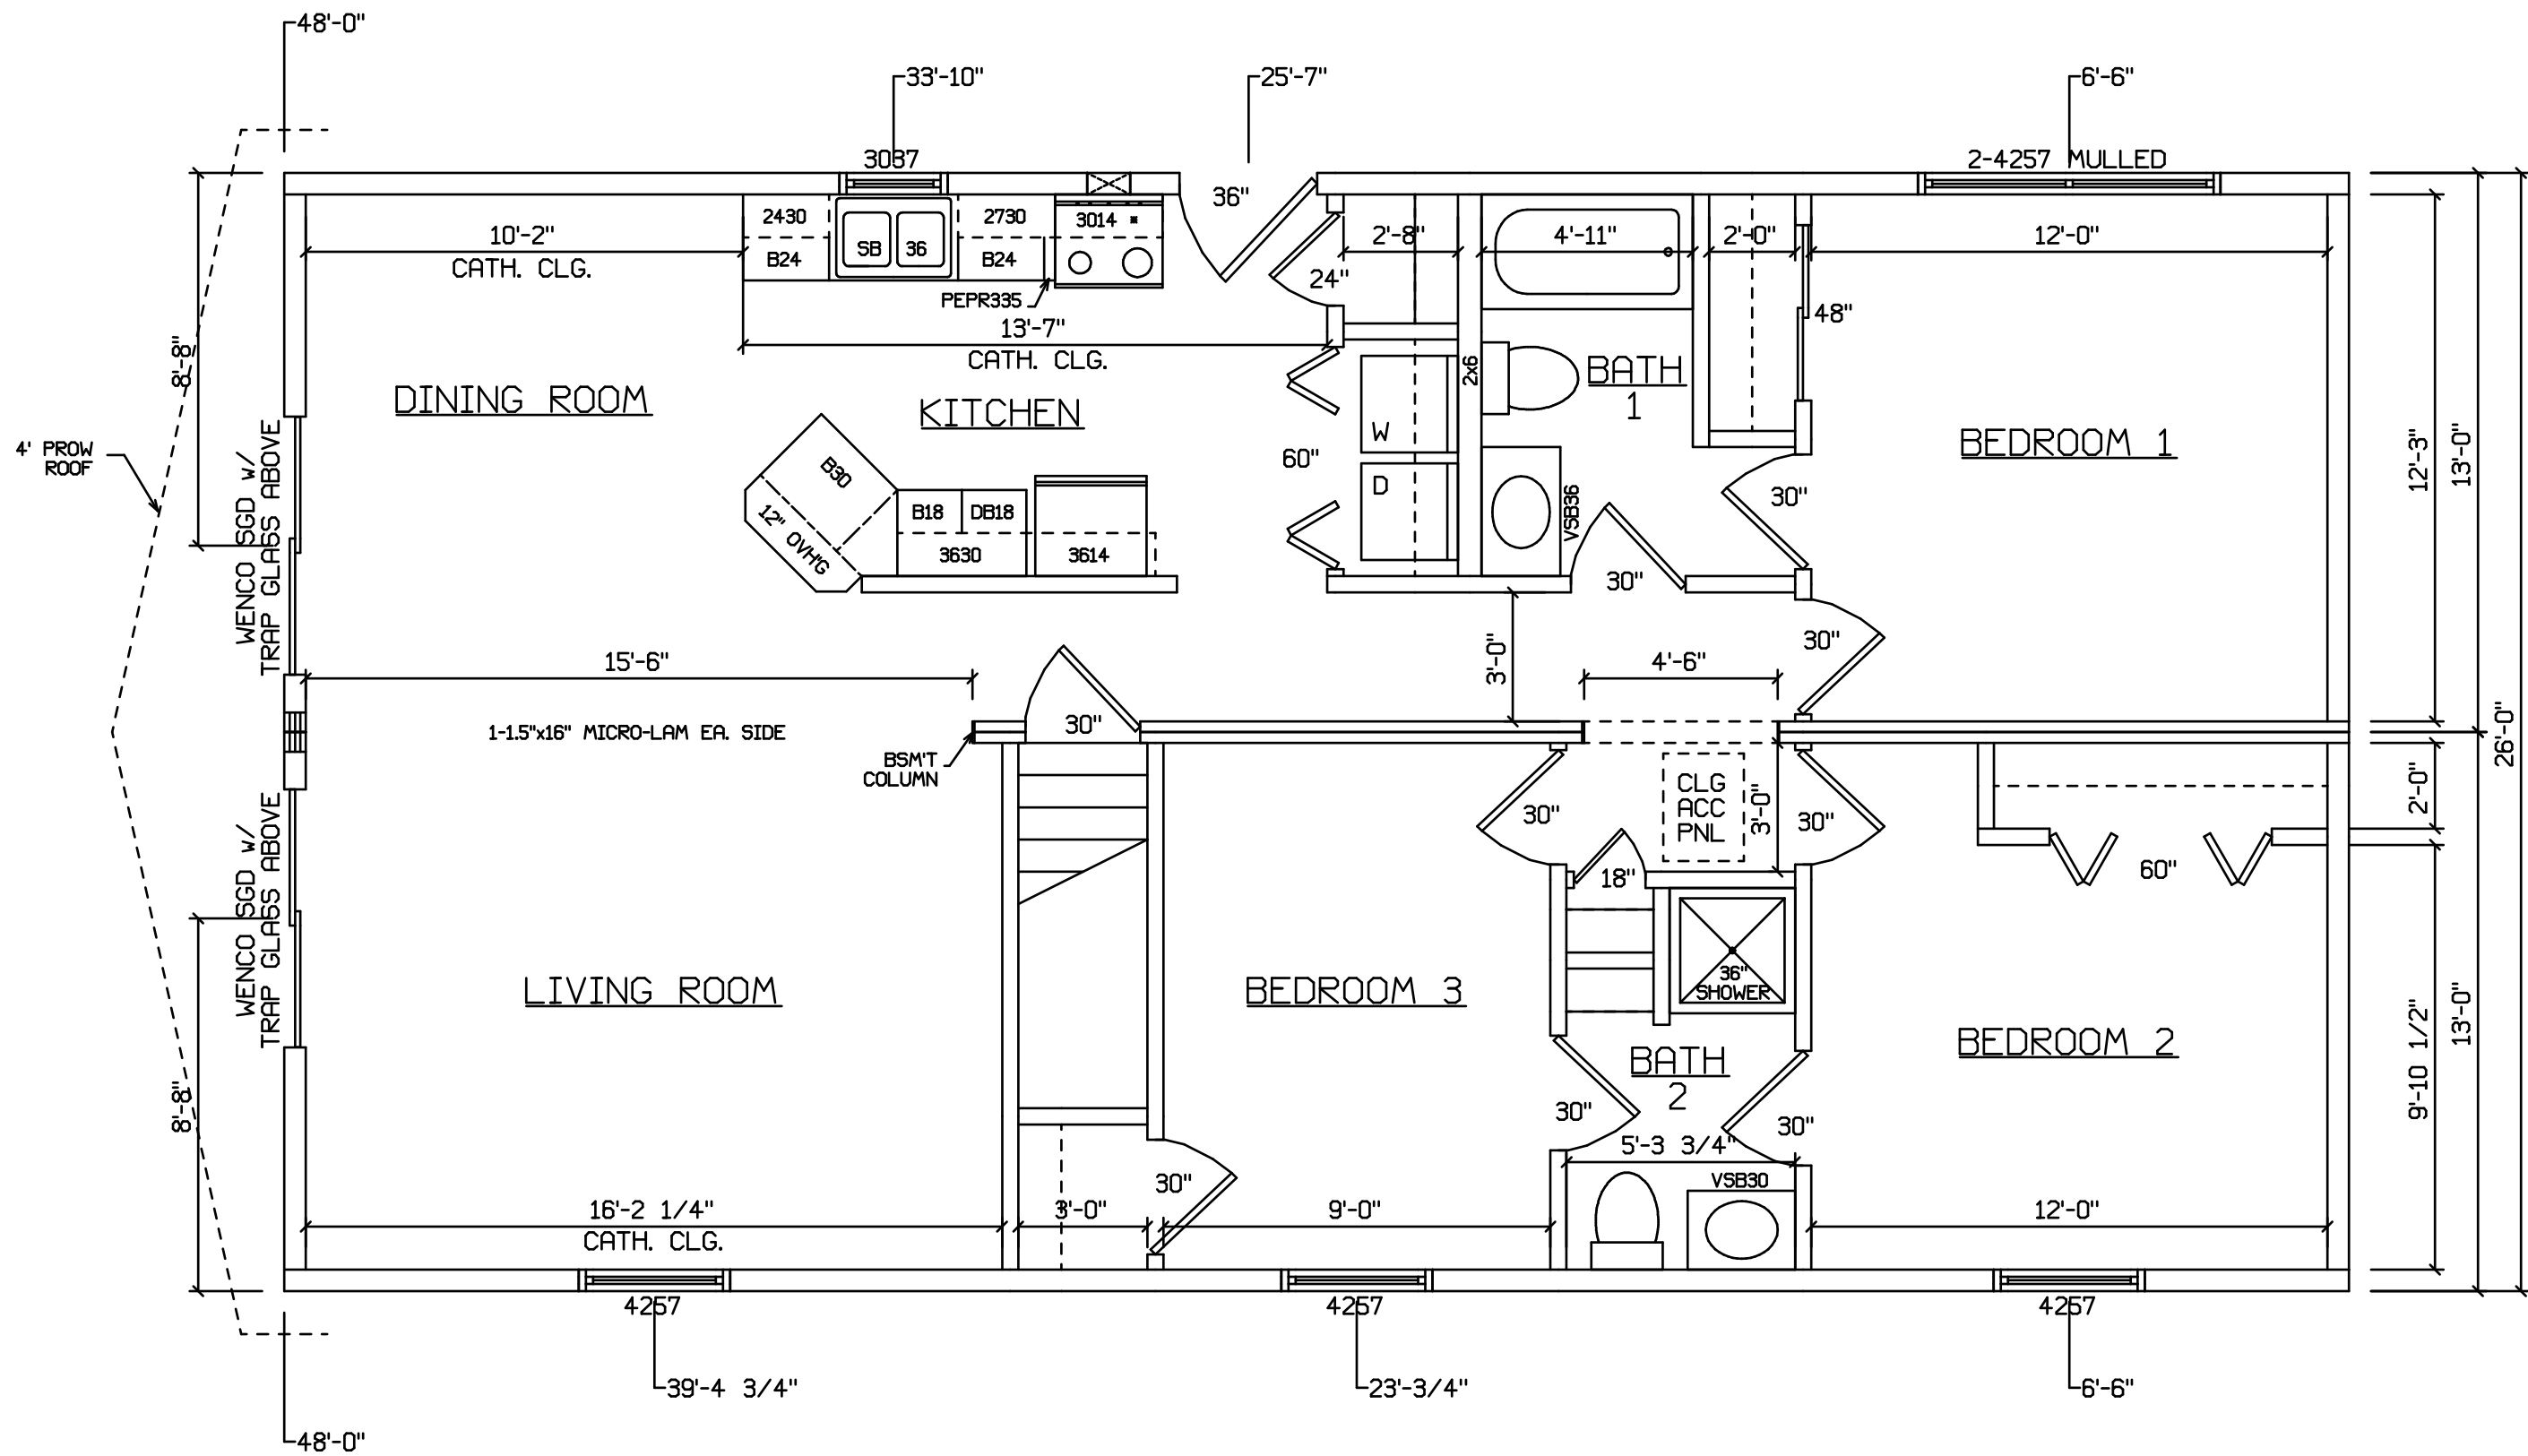 48'-0"
33'-10"
25'-7"
6'-6"
3037
2-4257 MULLED
36"
2430
2730
3014
SB
36
B24
B24
10'-2"
CATH. CLG.
2'-8"
4'-11"
2'-0"
12'-0"
24"
PEPR335
13'-7"
CATH. CLG.
48"
8'-8"
DINING ROOM
KITCHEN
2x6
BATH
1
W
D
60"
BEDROOM 1
12'-3"
13'-0"
4' PROW
ROOF
WENCO SGD w/
TRAP GLASS ABOVE
B30
12" OVH'G
B18
DB18
3630
3614
VSB36
30"
30"
30"
15'-6"
3'-0"
4'-6"
26'-0"
1-1.5"x16" MICRO-LAM EA. SIDE
30"
BSM'T
COLUMN
CLG
ACC
PNL
3'-0"
30"
30"
2'-0"
18"
60"
WENCO SGD w/
TRAP GLASS ABOVE
LIVING ROOM
BEDROOM 3
36"
SHOWER
BATH
2
BEDROOM 2
9'-10 1/2"
13'-0"
8'-8"
30"
30"
5'-3 3/4"
30"
VSB30
16'-2 1/4"
CATH. CLG.
3'-0"
9'-0"
12'-0"
4257
4257
4257
39'-4 3/4"
23'-3/4"
6'-6"
48'-0"